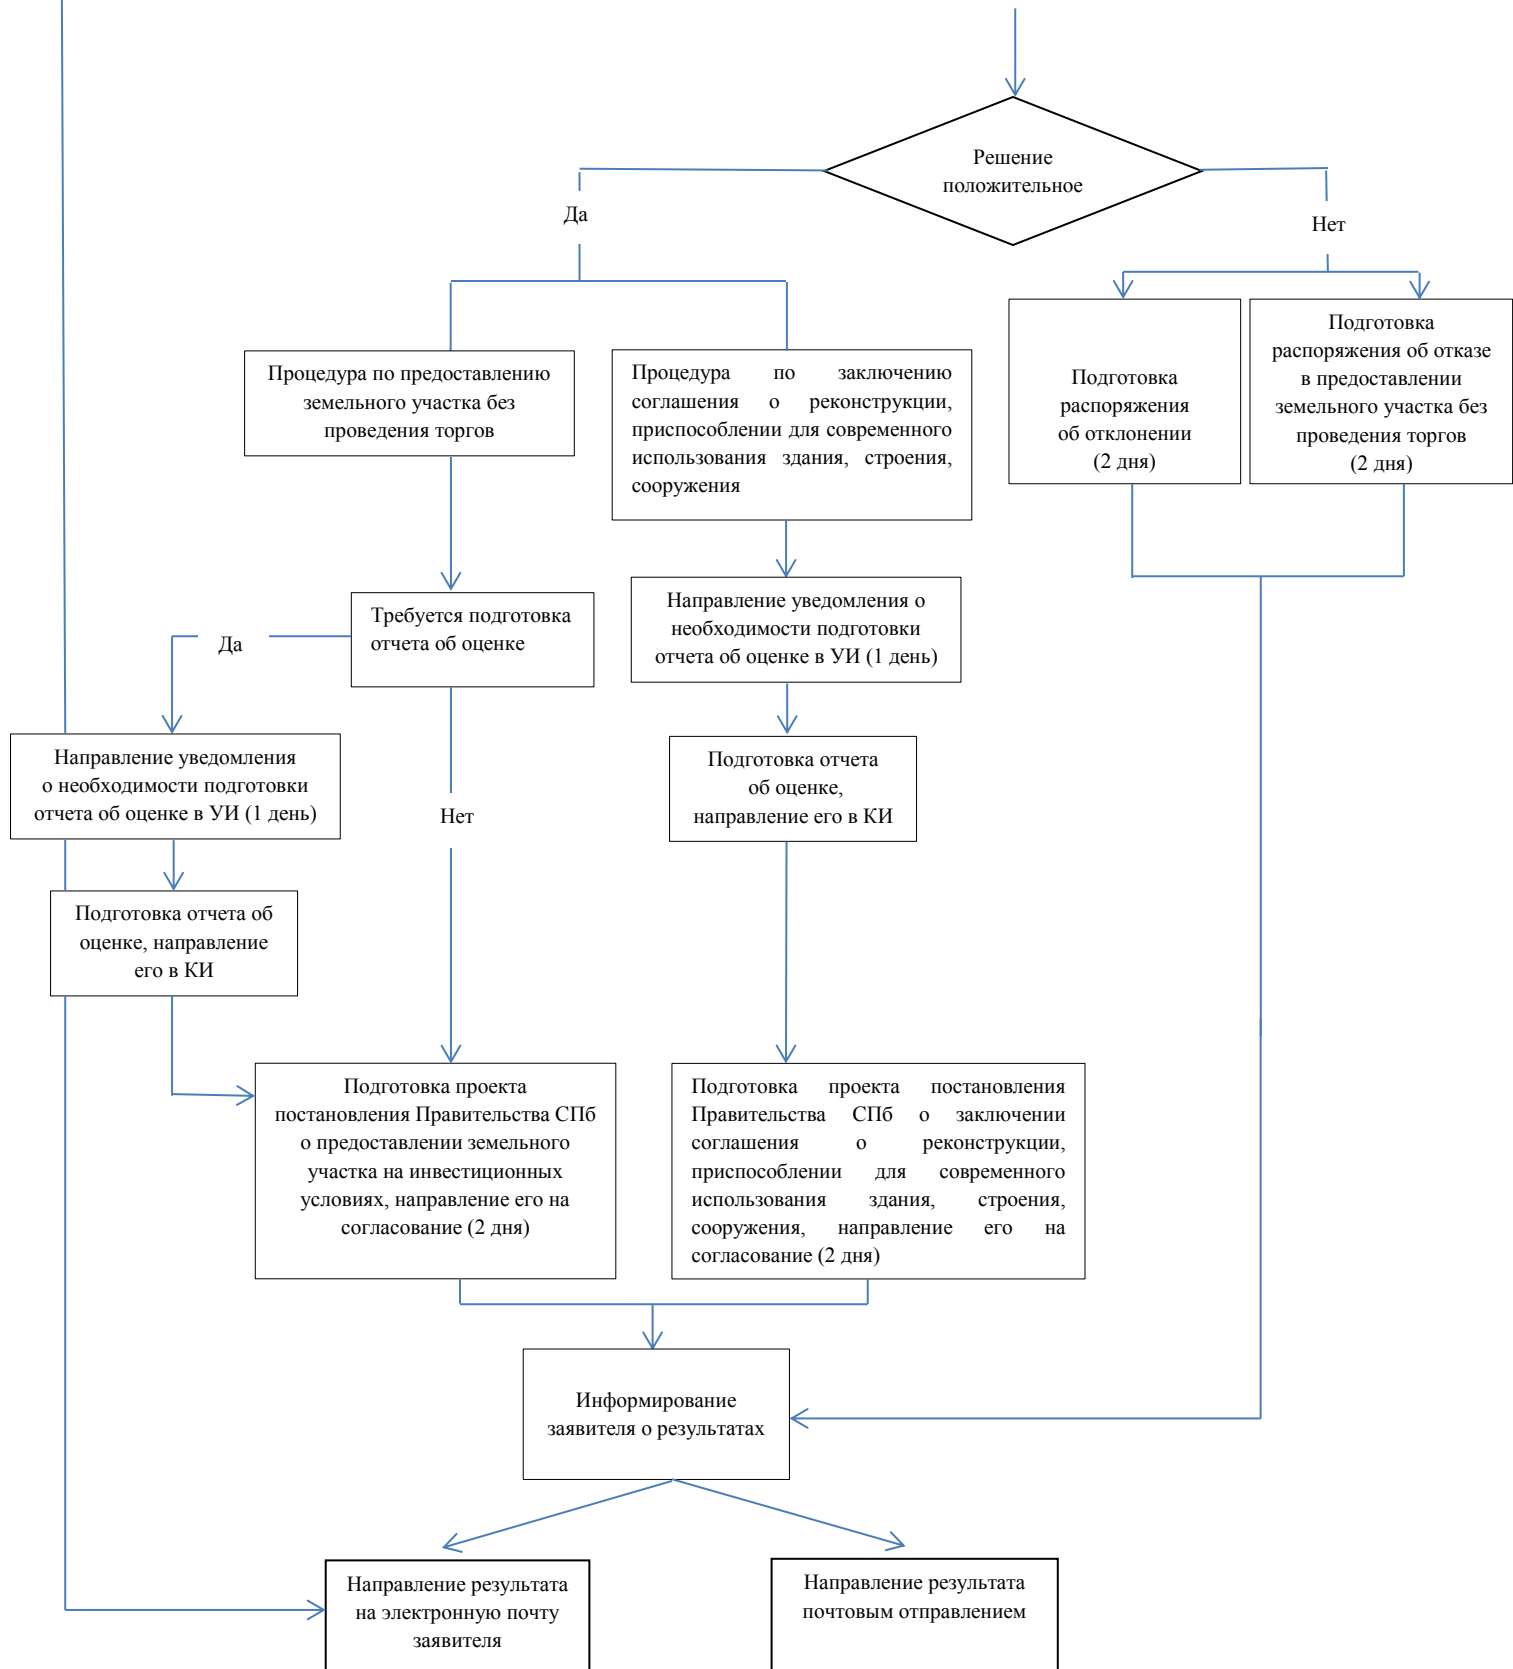 Решение
положительное
Да
Нет
Процедура по предоставлению
земельного участка без
проведения торгов
Процедура по заключению
соглашения о реконструкции,
приспособлении для современного
использования здания, строения,
сооружения
Подготовка
распоряжения
об отклонении
(2 дня)
Подготовка
распоряжения об отказе
в предоставлении
земельного участка без
проведения торгов
(2 дня)
Требуется подготовка
отчета об оценке
Да
Направление уведомления о
необходимости подготовки
отчета об оценке в УИ (1 день)
Направление уведомления
о необходимости подготовки
отчета об оценке в УИ (1 день)
Нет
Подготовка отчета
об оценке,
направление его в КИ
Подготовка отчета об
оценке, направление
его в КИ
Подготовка проекта
постановления Правительства СПб
о предоставлении земельного
участка на инвестиционных
условиях, направление его на
согласование (2 дня)
Подготовка проекта постановления
Правительства СПб о заключении
соглашения о реконструкции,
приспособлении для современного
использования здания, строения,
сооружения, направление его на
согласование (2 дня)
Информирование
заявителя о результатах
Направление результата
на электронную почту
заявителя
Направление результата
почтовым отправлением